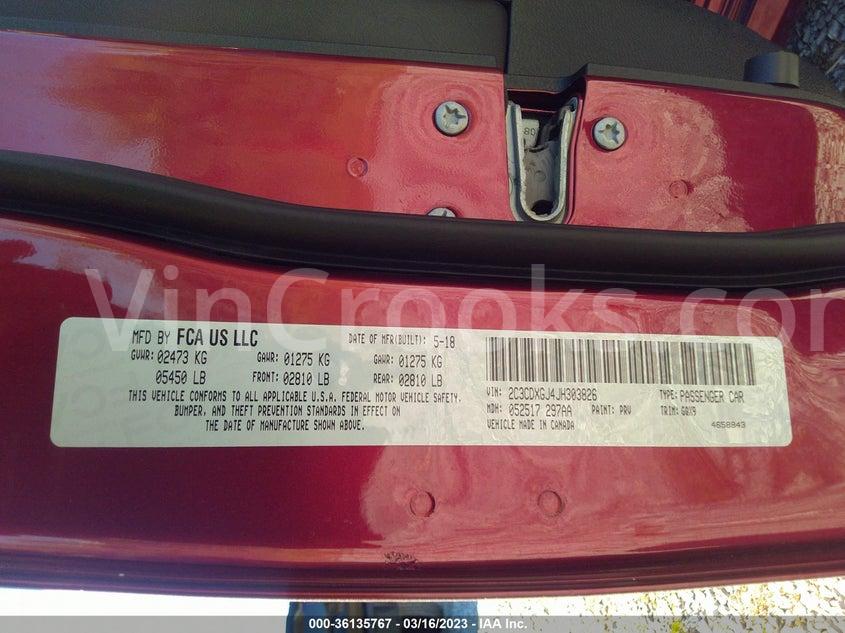 80
VinCrooks.com
MFD BY FCA US LLC
DATE OF MFR(BUILT): 5-18
GVWR: 02473 KG GAWR: 01275 KG GAWR: 01275 KG
05450 LB FRONT: 02810 LB REAR: 02810 LB
THIS VEHICLE CONFORMS TO ALL APPLICABLE U.S.A. FEDERAL MOTOR VEHICLE SAFETY,
BUMPER, AND THEFT PREVENTION STANDARDS IN EFFECT ON
THE DATE OF MANUFACTURE SHOWN ABOVE.
VIN: 2C3CDXGJ4JH303826 TYPE: PASSENGER CAR
MDH: 052517 297AA PAINT: PRV TRIM: GRX9
VEHICLE MADE IN CANADA 4658843
000-36135767 - 03/16/2023 - IAA Inc.